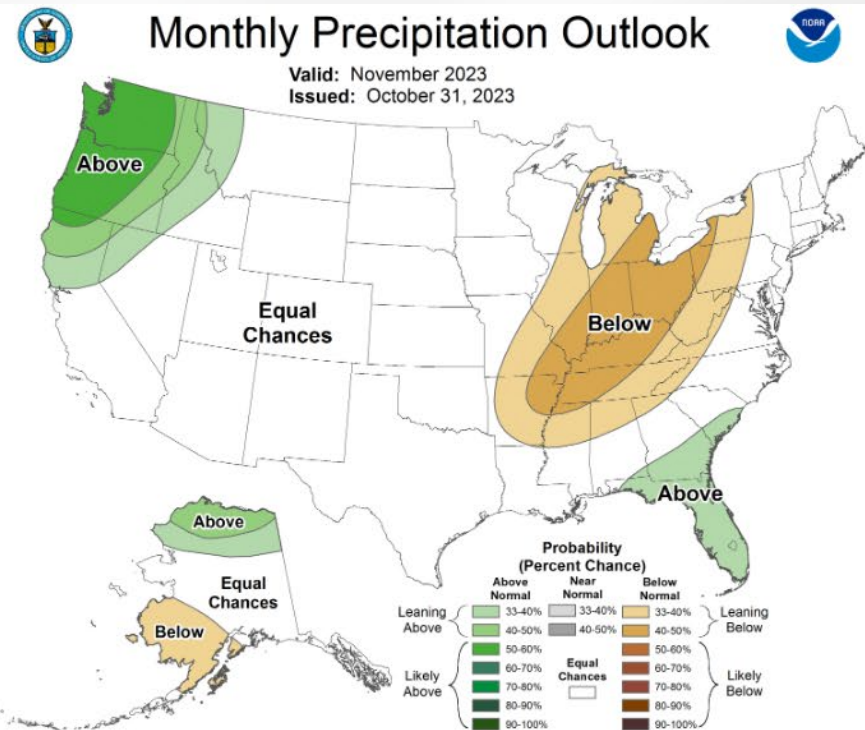 Monthly Precipitation Outlook
NOAA
Valid: November 2023
Issued: October 31, 2023
Above
Equal
Chances
Below
Above
Above
Equal
Chances
Below
Probability
(Percent Chance)
Above
Normal
Near
Normal
Below
Normal
Leaning
Above
33-40%
40-50%
33-40%
40-50%
33-40%
40-50%
Leaning
Below
Likely
Above
50-60%
60-70%
70-80%
80-90%
90-100%
Equal
Chances
50-60%
60-70%
70-80%
80-90%
90-100%
Likely
Below